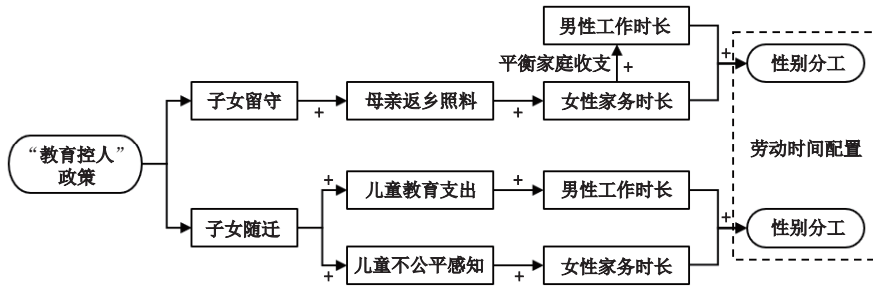 男性工作时长
平衡家庭收支
+
+
性别分工
子女留守
+
母亲返乡照料
+
女性家务时长
“教育控人”
政策
劳动时间配置
子女随迁
+
儿童教育支出
+
男性工作时长
+
性别分工
+
儿童不公平感知
+
女性家务时长